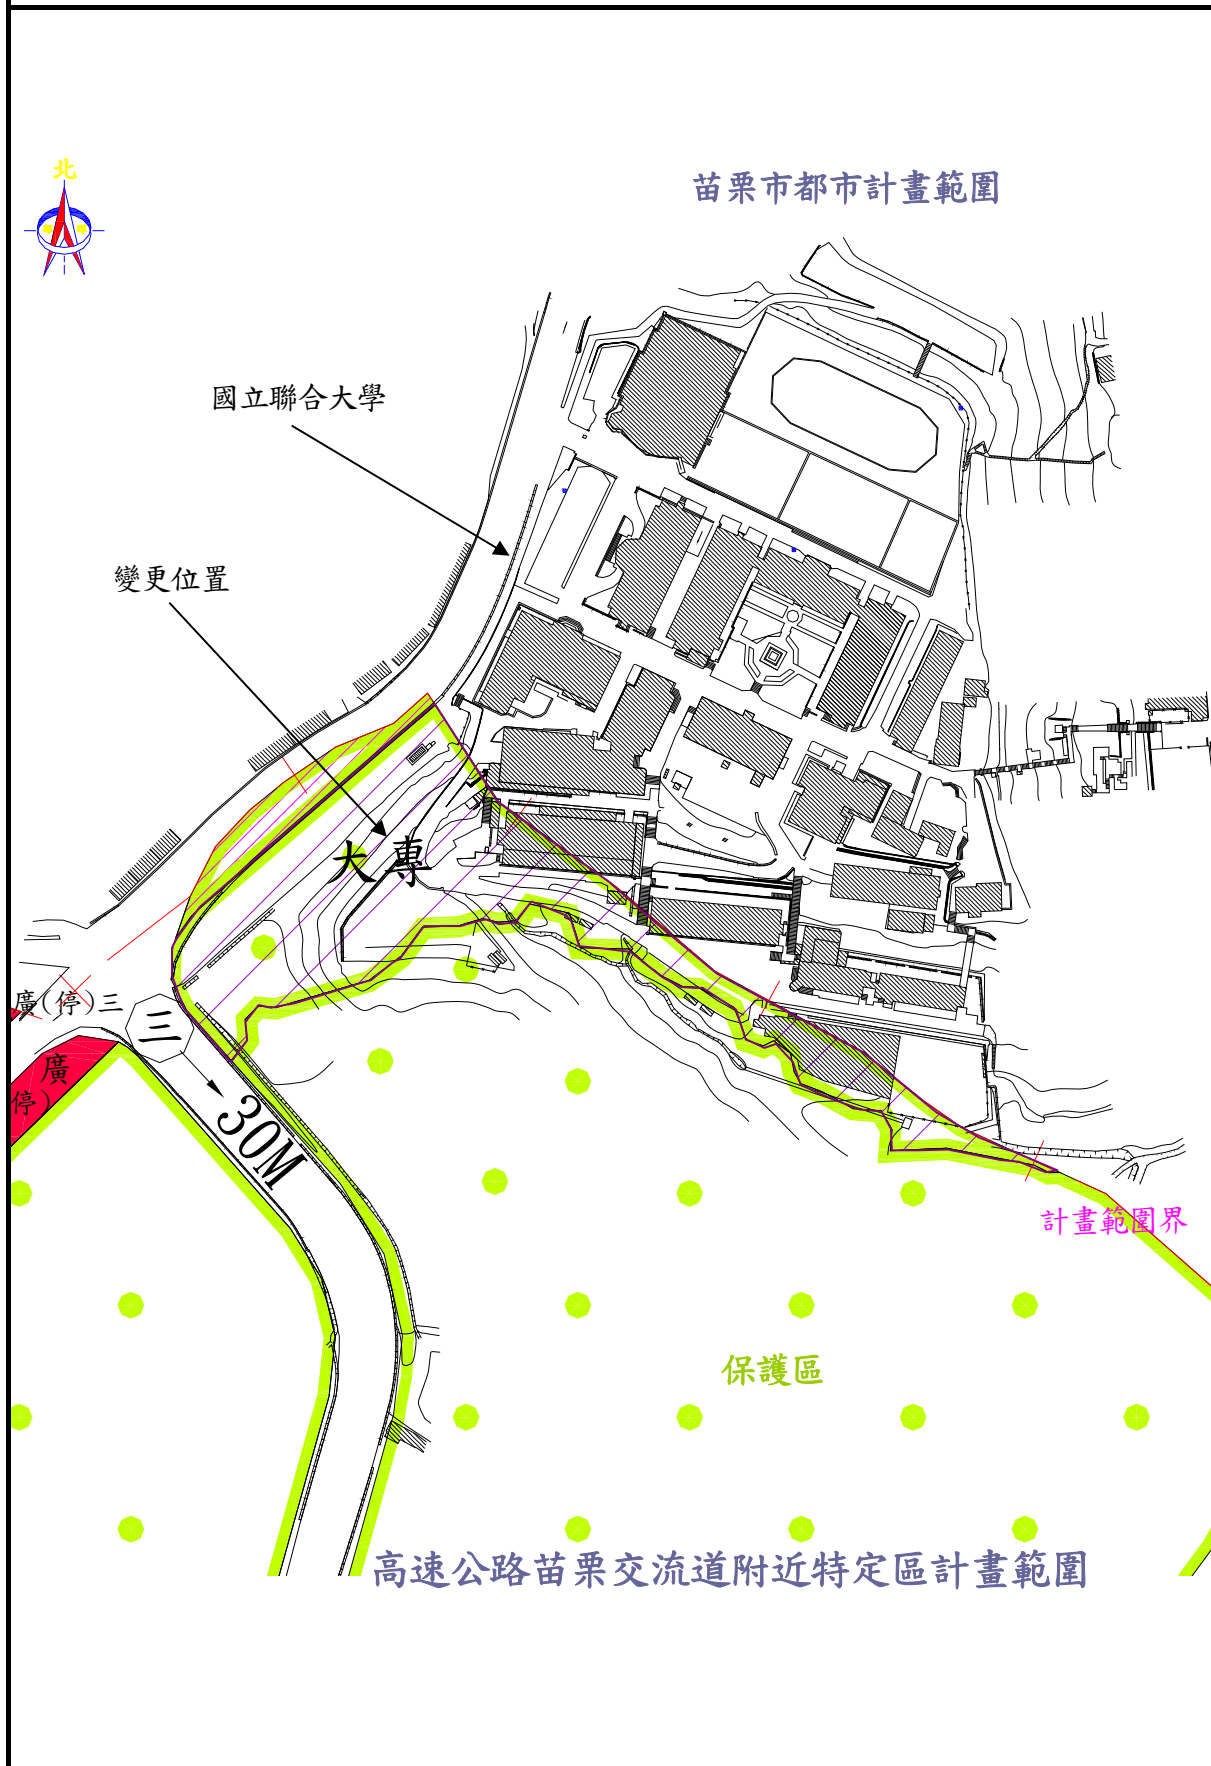 北
苗栗市都市計畫範圍
國立聯合大學
變更位置
大專
廣(停)三
三
廣
停)
30M
計畫範圍界
保護區
高速公路苗栗交流道附近特定區計畫範圍